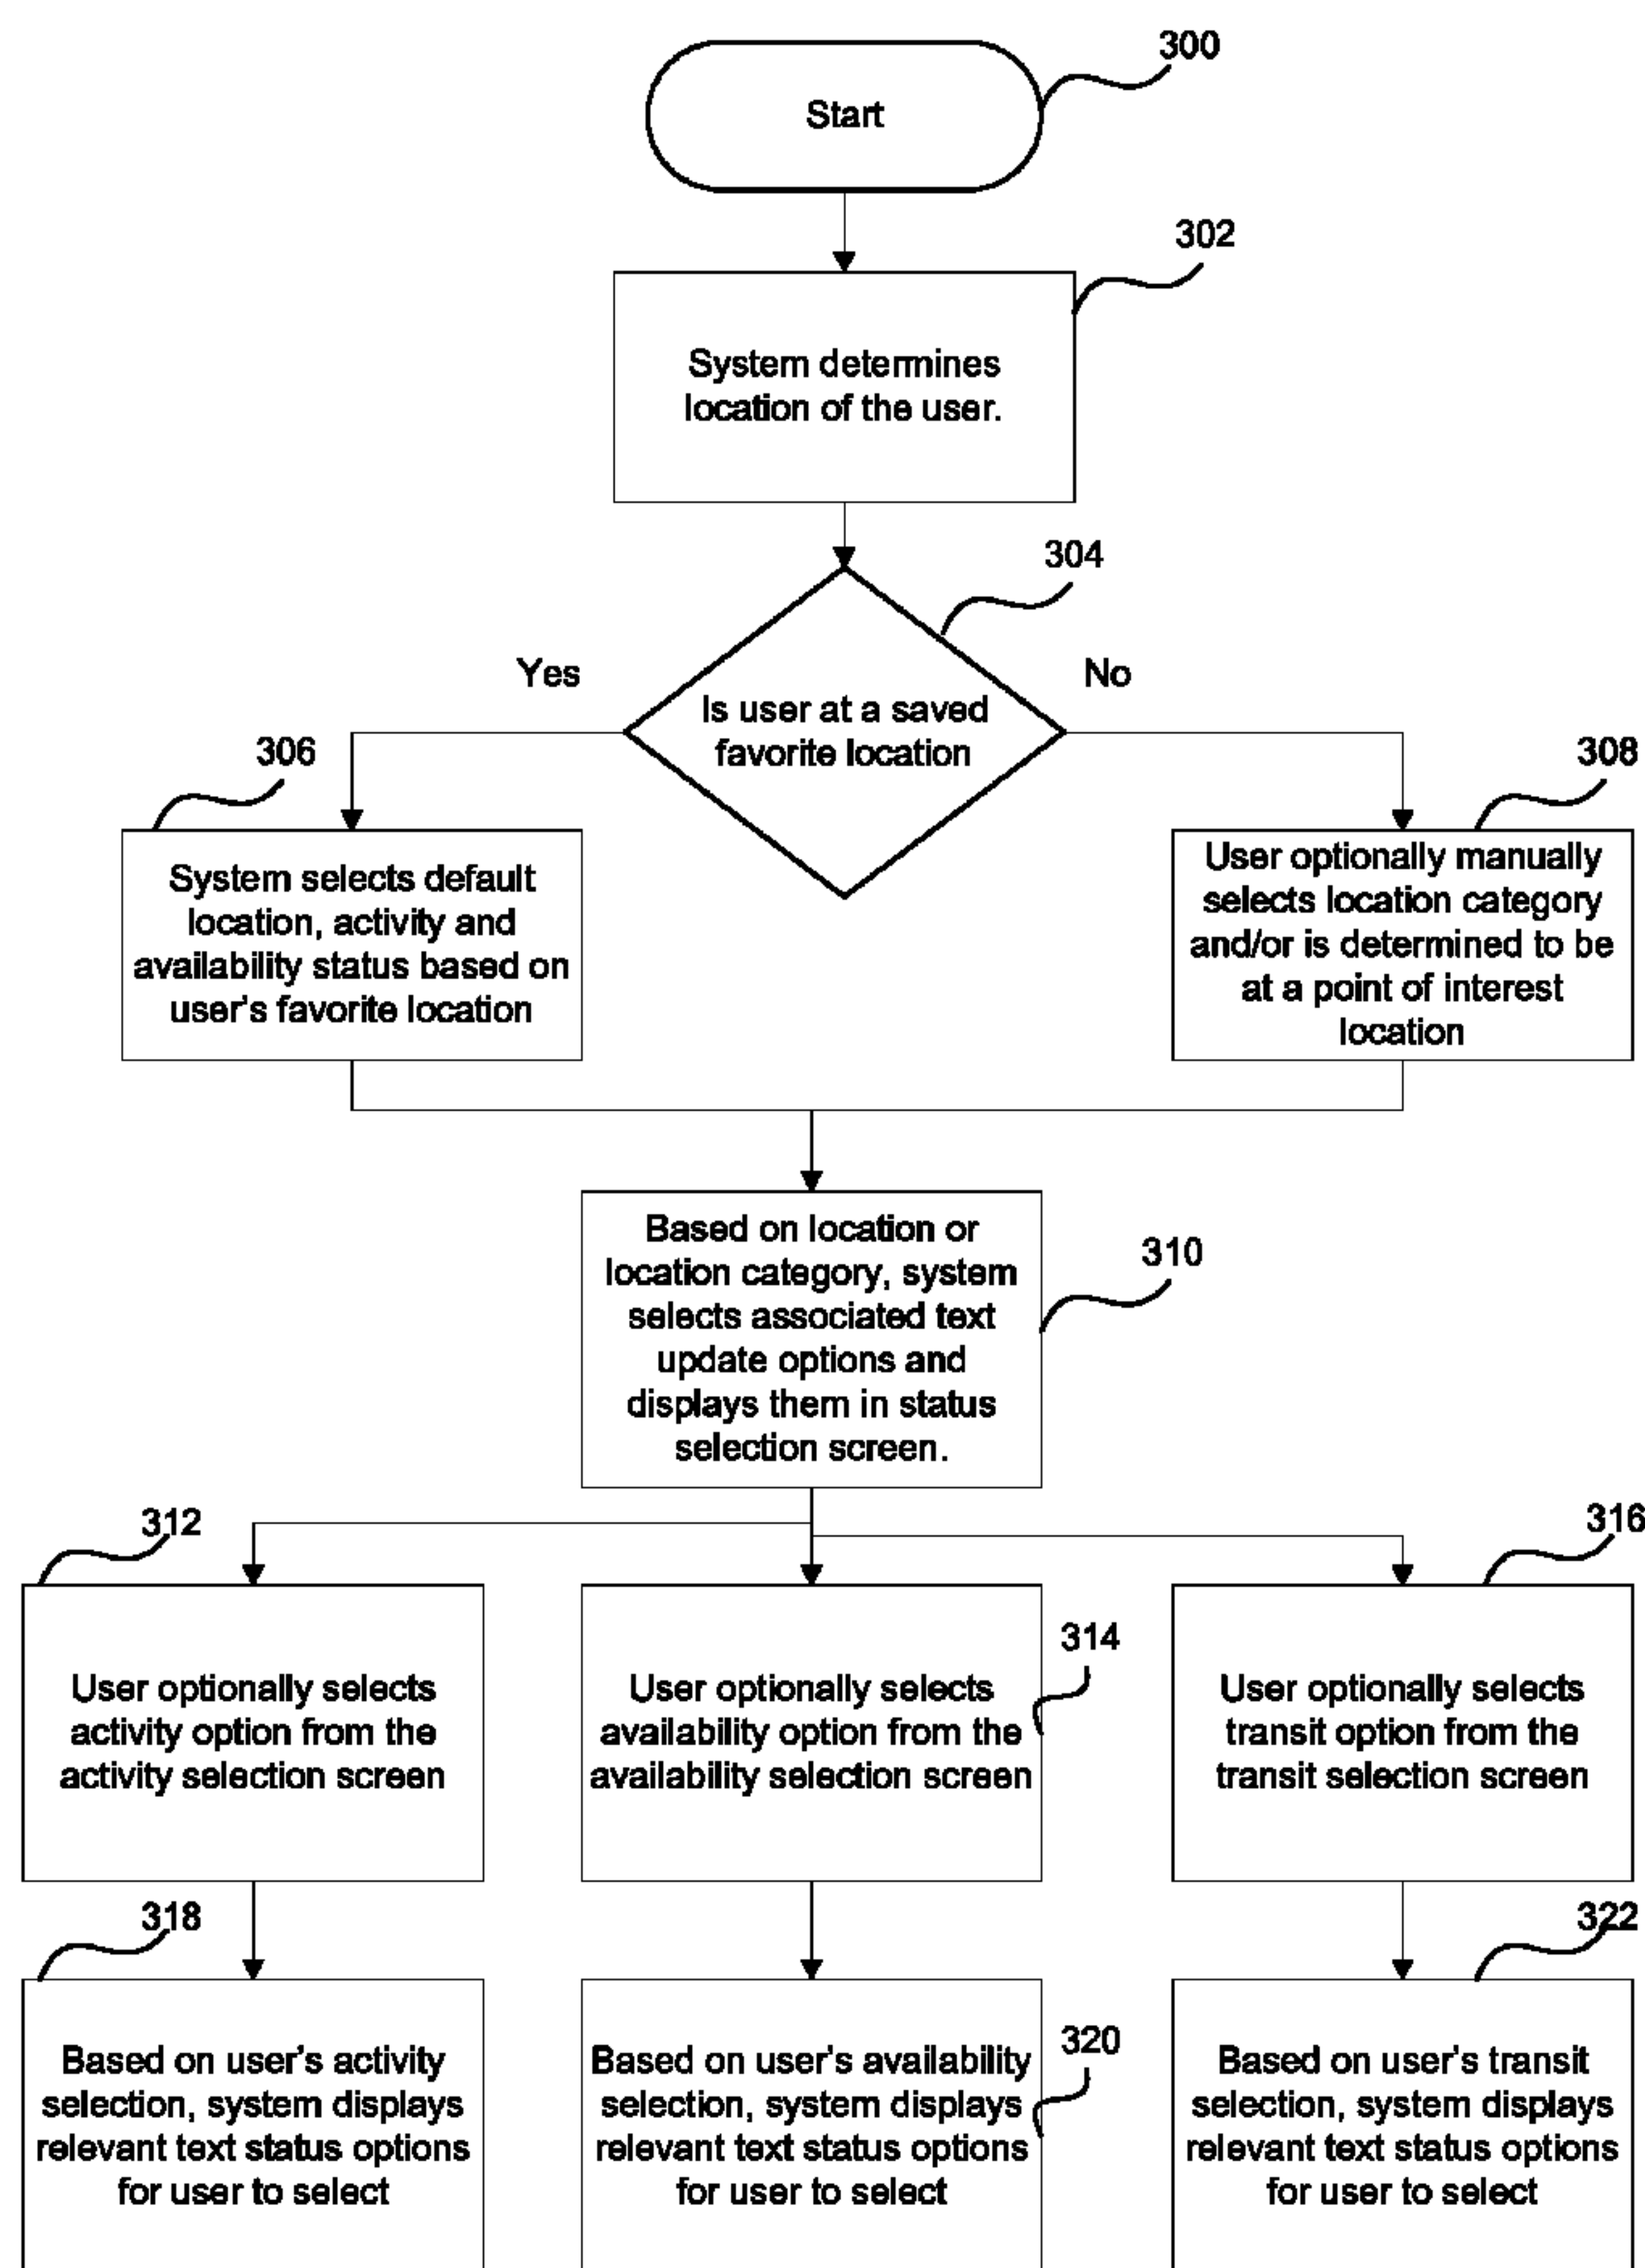 300
Start
302
System determines
location of the user.
304
Yes
No
Is user at a saved
favorite location
306
308
System selects default
location, activity and
availability status based on
user's favorite location
User optionally manually
selects location category
and/or is determined to be
at a point of interest
location
Based on location or
location category, system
selects associated text
update options and
displays them in status
selection screen.
310
312
316
314
User optionally selects
activity option from the
activity selection screen
User optionally selects
availability option from the
availability selection screen
User optionally selects
transit option from the
transit selection screen
318
322
320
Based on user's activity
selection, system displays
relevant text status options
for user to select
Based on user's availability
selection, system displays
relevant text status options
for user to select
Based on user's transit
selection, system displays
relevant text status options
for user to select